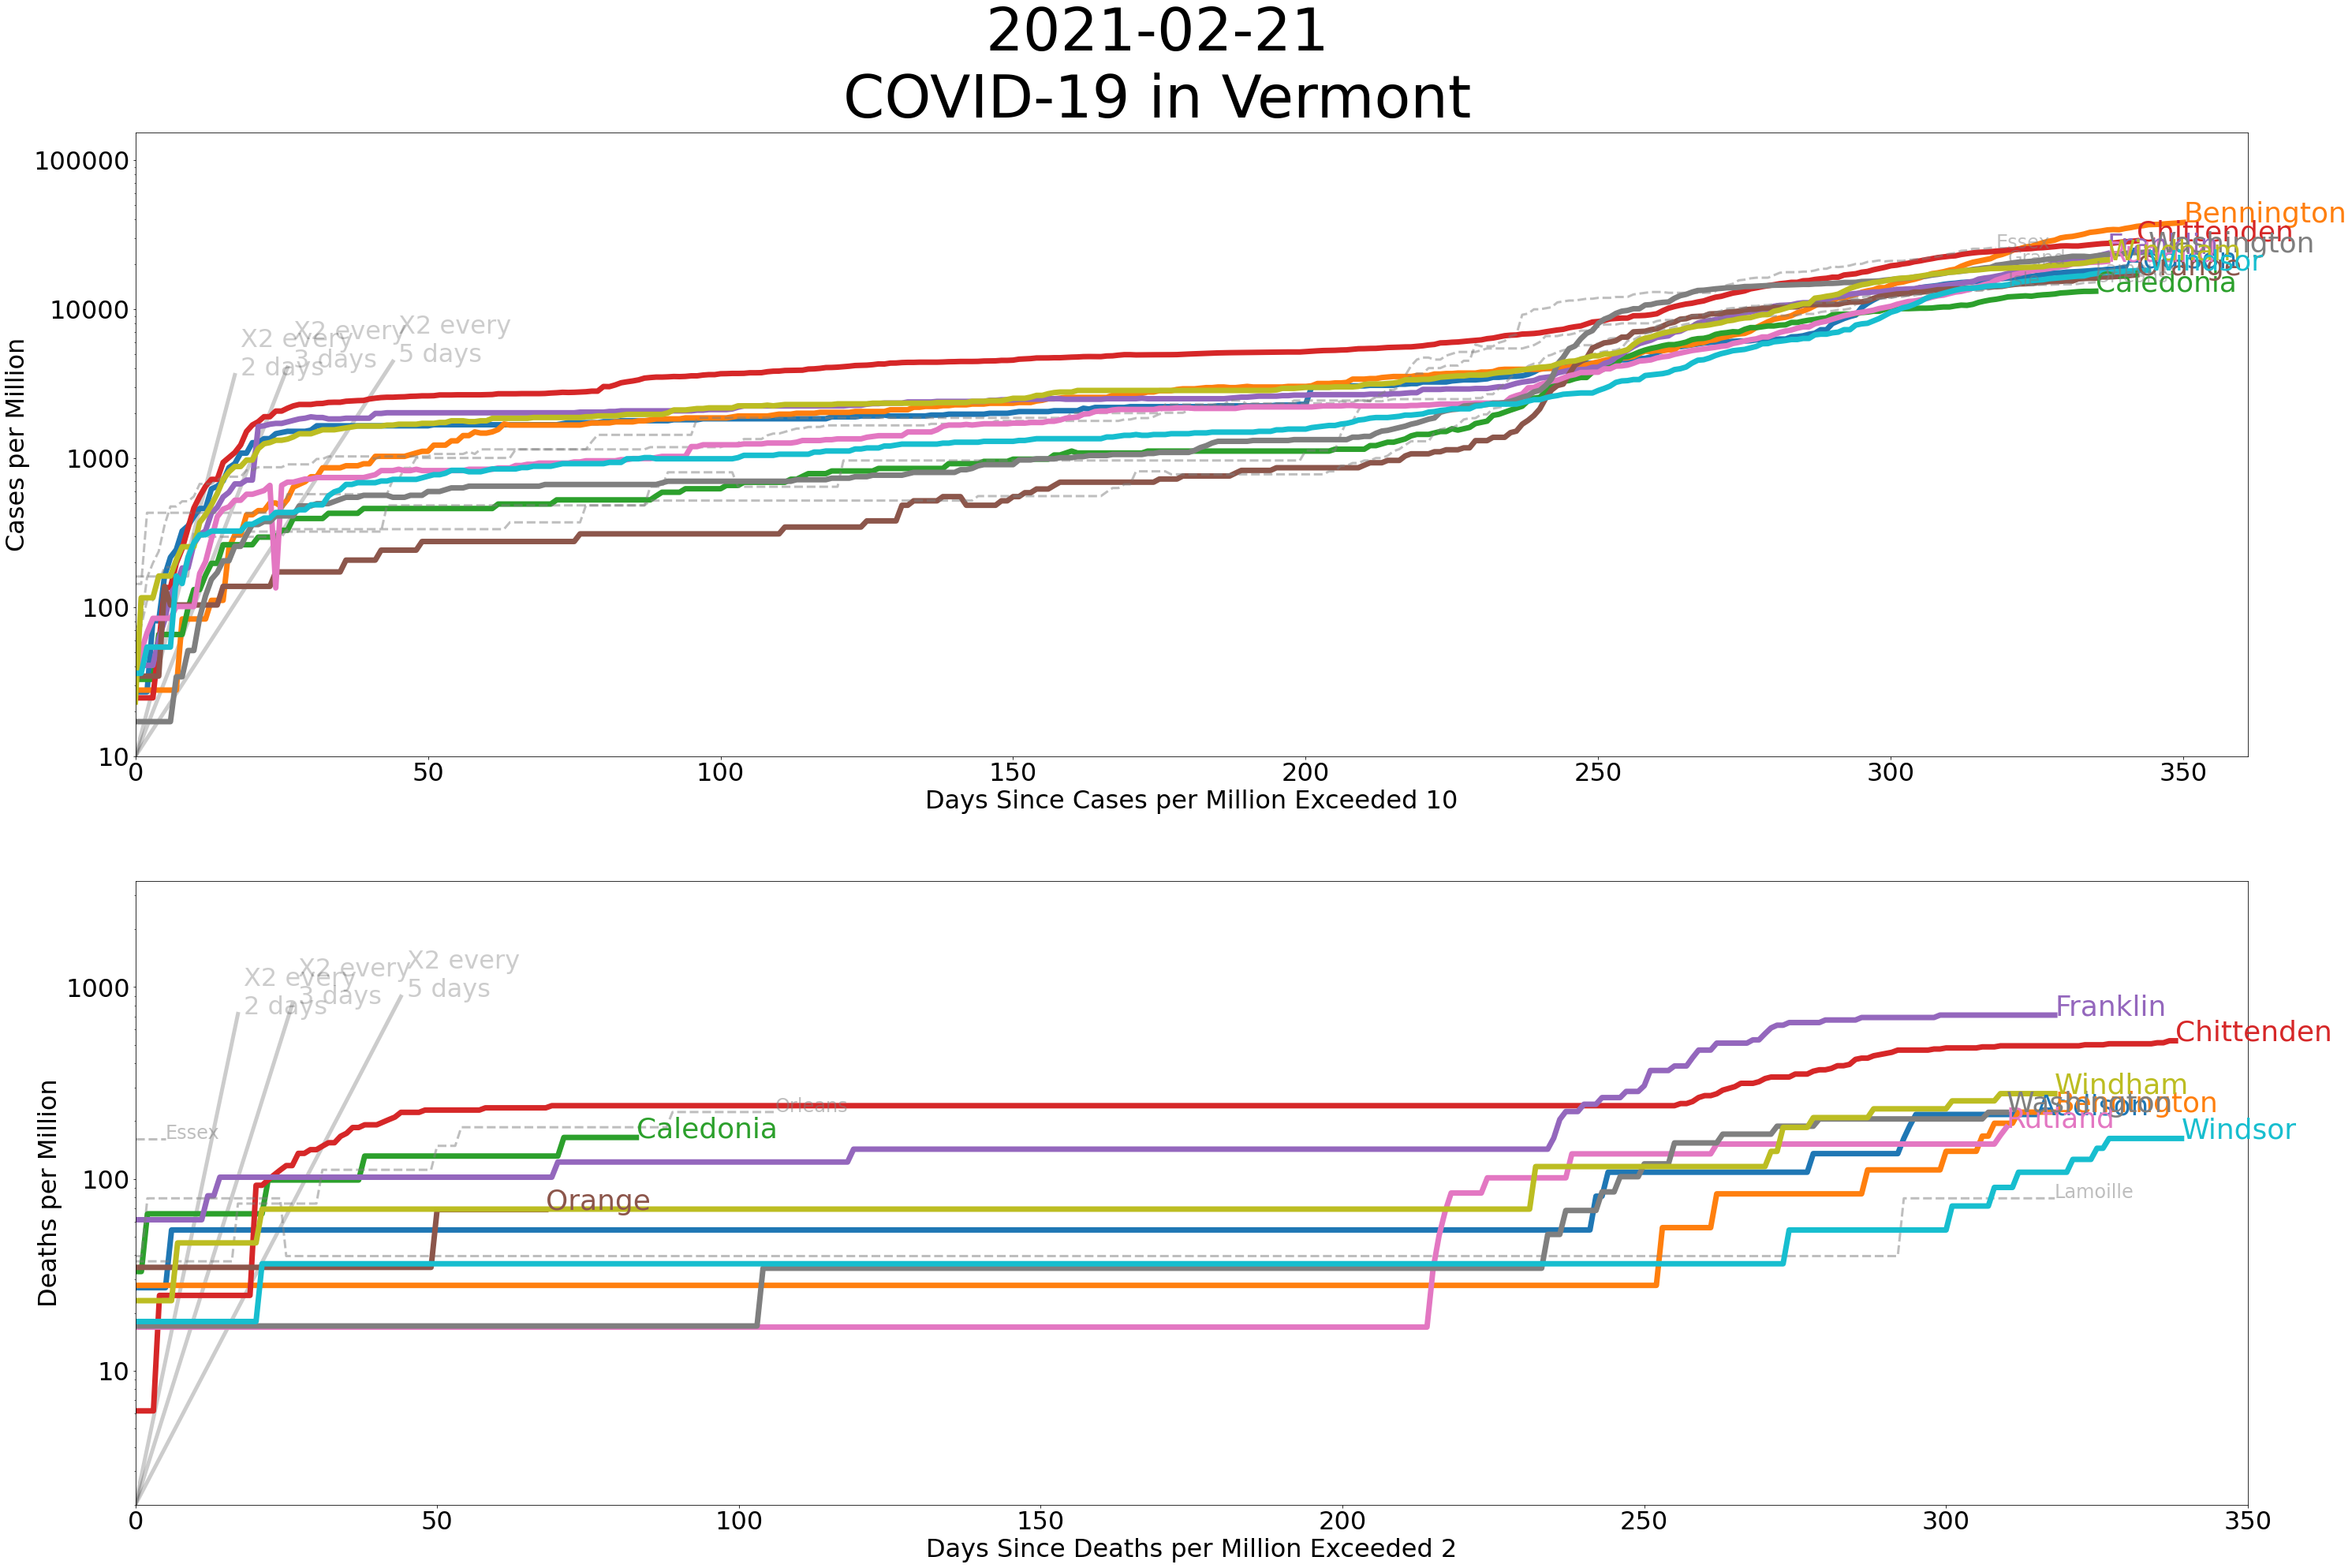 2021-02-21
COVID-19 in Vermont
100000
10000
1000
100
10
Cases per Million
X2 every
2 days
X2 every
3 days
X2 every
5 days
Bennington
Chittenden
Essex
Washington
Windham
Windsor
Orange
Caledonia
0
50
100
150
200
250
300
350
Days Since Cases per Million Exceeded 10
1000
100
10
Deaths per Million
X2 every
2 days
X2 every
3 days
X2 every
5 days
Franklin
Chittenden
Windham
Addison
Washington
Bennington
Rutland
Windsor
Orleans
Essex
Caledonia
Orange
Lamoille
0
50
100
150
200
250
300
350
Days Since Deaths per Million Exceeded 2